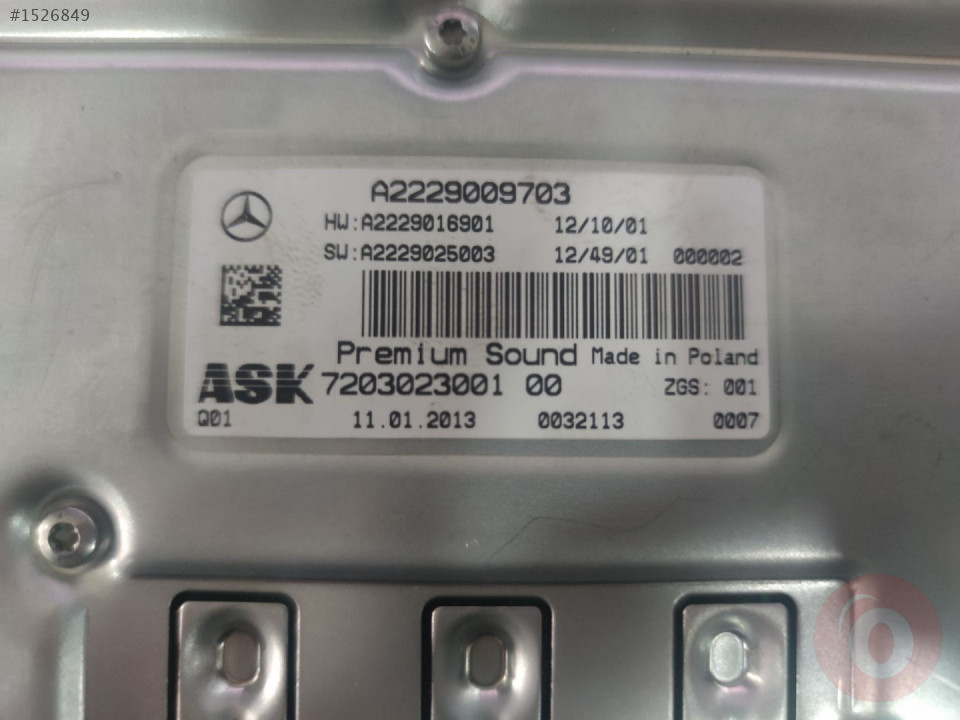 #1526849
A2229009703
HW:A2229016901 12/10/01
SW:A2229025003 12/49/01 000002
Premium Sound Made in Poland
ASK 7203023001 00 ZGS: 001
Q01 11.01.2013 0032113 0007